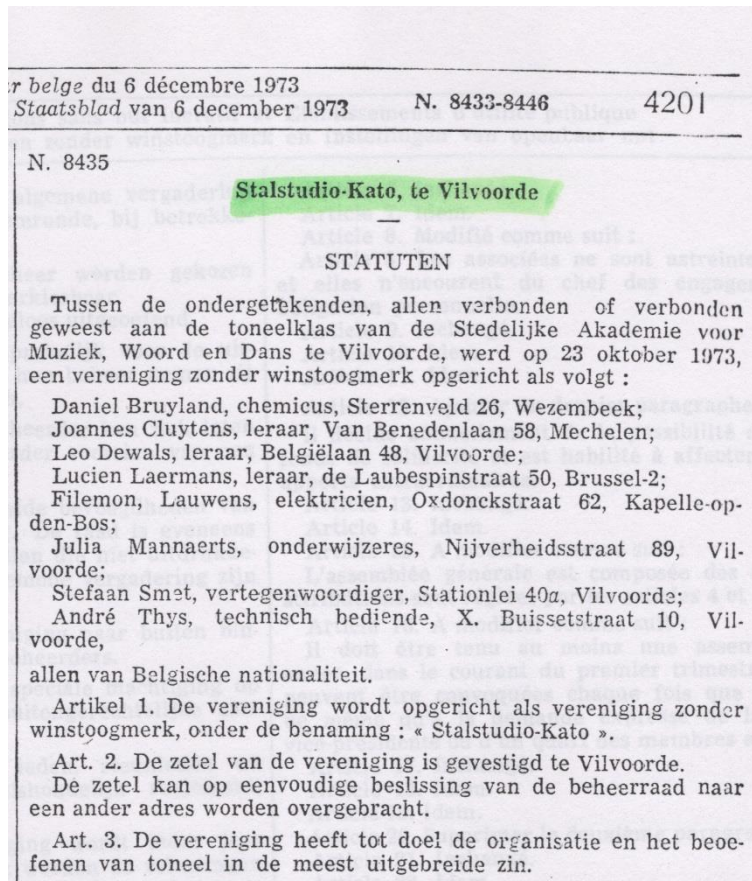 r belge du 6 décembre 1973
Staatsblad van 6 december 1973 N. 8433-8446 4201
N. 8435
Stalstudio-Kato, te Vilvoorde
STATUTEN
Tussen de ondergetekenden, allen verbonden of verbonden
geweest aan de toneelklas van de Stedelijke Akademie voor
Muziek, Woord en Dans te Vilvoorde, werd op 23 oktober 1973,
een vereniging zonder winstoogmerk opgericht als volgt :
Daniel Bruyland, chemicus, Sterrenveld 26, Wezembeek;
Joannes Cluytens, leraar, Van Benedenlaan 58, Mechelen;
Leo Dewals, leraar, Belgiëlaan 48, Vilvoorde;
Lucien Laermans, leraar, de Laubespinstraat 50, Brussel-2;
Filemon, Lauwens, elektricien, Oxdonckstraat 62, Kapelle-op-
den-Bos;
Julia Mannaerts, onderwijzeres, Nijverheidsstraat 89, Vil-
voorde;
Stefaan Smet, vertegenwoordiger, Stationlei 40a, Vilvoorde;
André Thys, technisch bediende, X. Buissetstraat 10, Vil-
voorde,
allen van Belgische nationaliteit.
Artikel 1. De vereniging wordt opgericht als vereniging zonder
winstoogmerk, onder de benaming : « Stalstudio-Kato ».
Art. 2. De zetel van de vereniging is gevestigd te Vilvoorde.
De zetel kan op eenvoudige beslissing van de beheerraad naar
een ander adres worden overgebracht.
Art. 3. De vereniging heeft tot doel de organisatie en het beoe-
fenen van toneel in de meest uitgebreide zin.